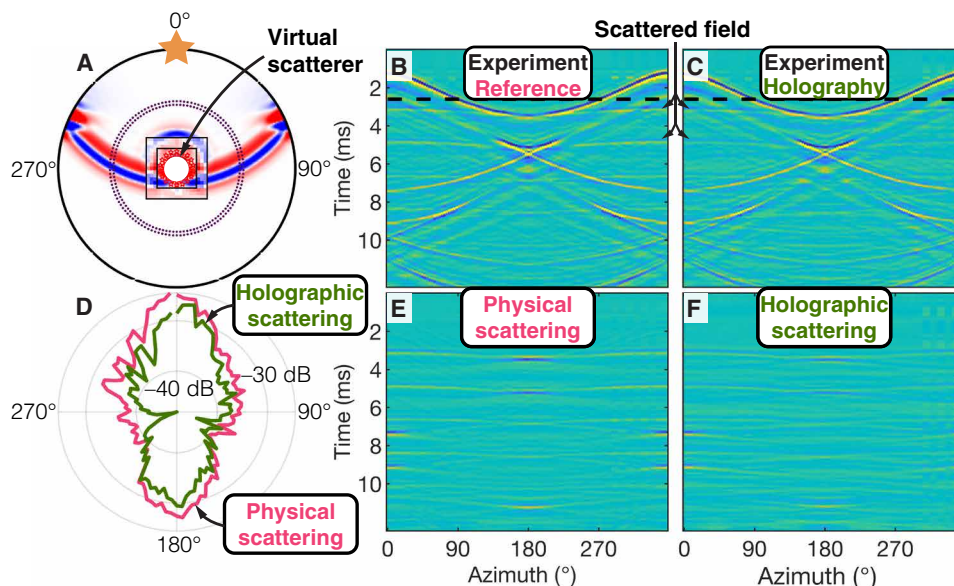 0°
A
Virtual
scatterer
270°
90°
Scattered field
B
Experiment
Reference
C
Experiment
Holography
2
4
6
8
10
Time (ms)
D
Holographic
scattering
–40 dB
–30 dB
270°
90°
Physical
scattering
180°
E
Physical
scattering
F
Holographic
scattering
2
4
6
8
10
Time (ms)
0
90
180
270
Azimuth (°)
0
90
180
270
Azimuth (°)